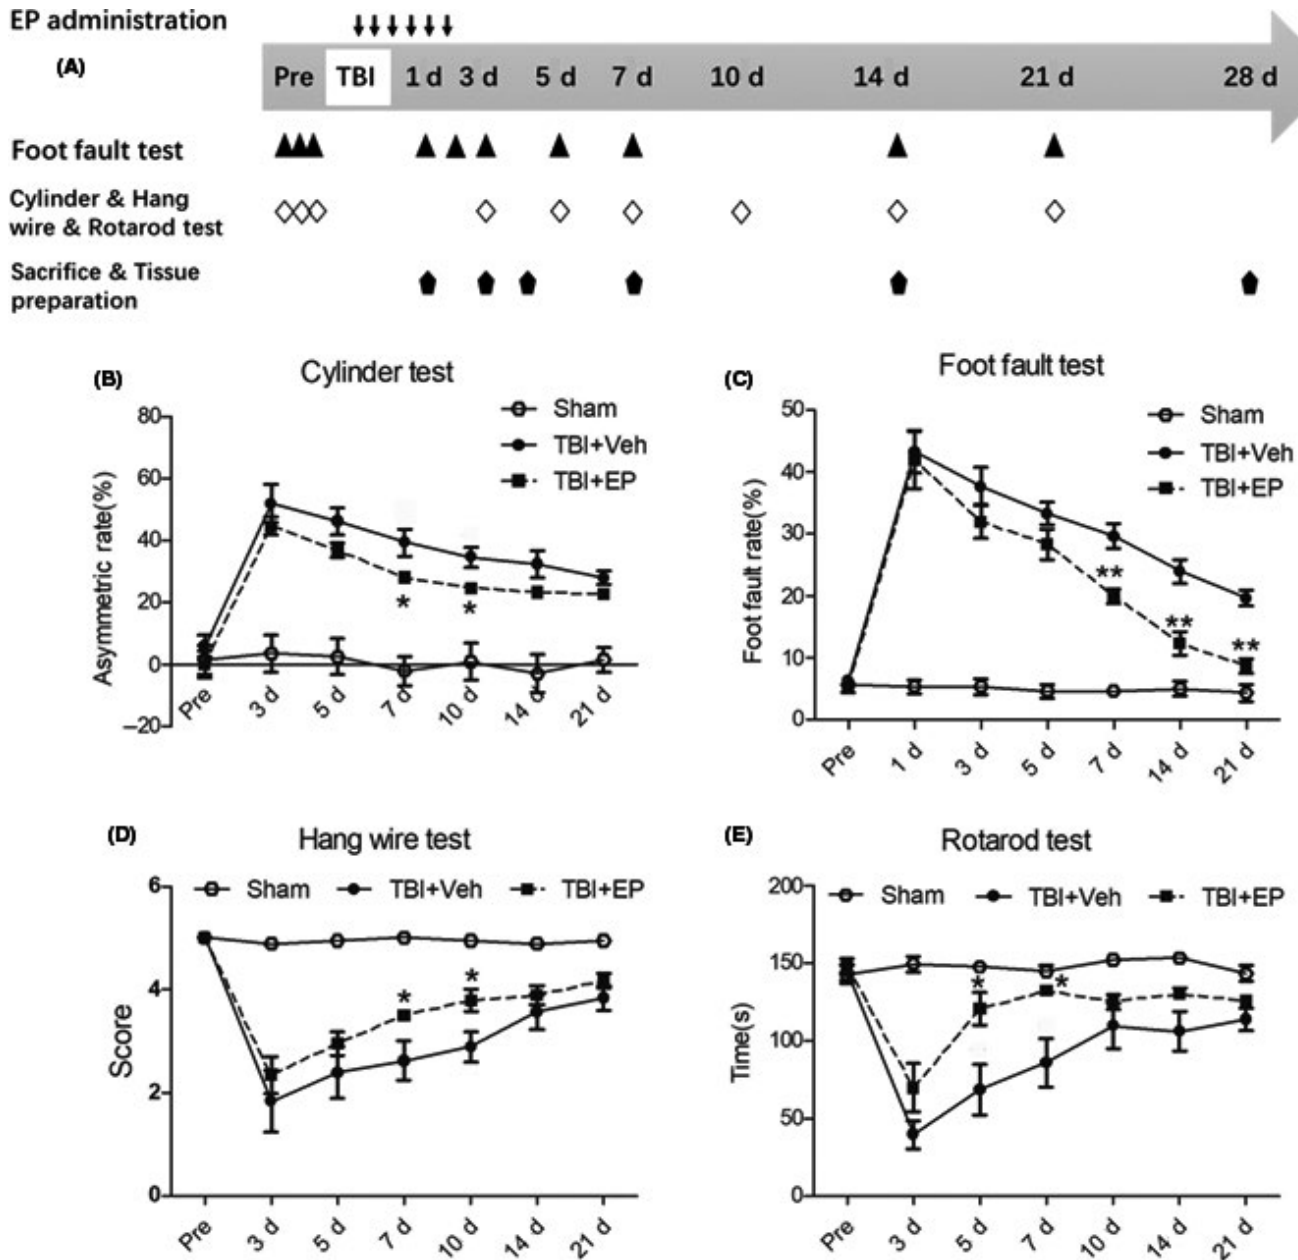 EP administration
(A)
Pre TBI 1 d 3 d 5 d 7 d 10 d 14 d 21 d 28 d
Foot fault test
Cylinder & Hang
wire & Rotarod test
Sacrifice & Tissue
preparation
(B)
Cylinder test
Sham
TBI+Veh
TBI+EP
Asymmetric rate(%)
80
60
40
20
0
–20
* *
Pre 3 d 5 d 7 d 10 d 14 d 21 d
(C)
Foot fault test
Sham
TBI+Veh
TBI+EP
Foot fault rate(%)
50
40
30
20
10
0
** ** **
Pre 1 d 3 d 5 d 7 d 14 d 21 d
(D)
Hang wire test
Sham TBI+Veh TBI+EP
Score
6
4
2
0
* *
Pre 3 d 5 d 7 d 10 d 14 d 21 d
(E)
Rotarod test
Sham TBI+Veh TBI+EP
Time(s)
200
150
100
50
0
* *
Pre 3 d 5 d 7 d 10 d 14 d 21 d